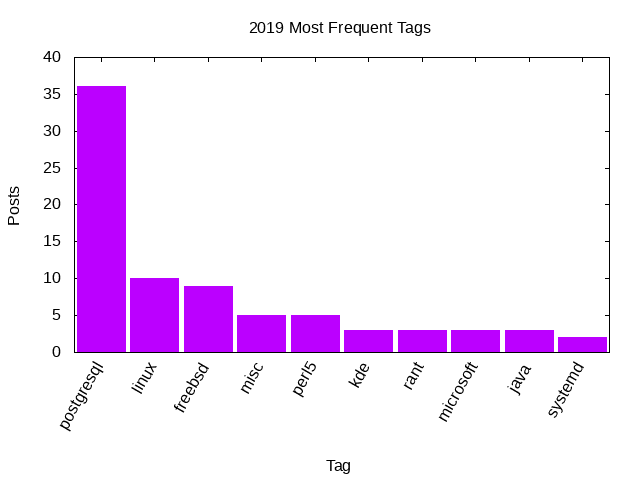 2019 Most Frequent Tags
40
35
30
25
20
15
10
5
0
Posts
postgresql
linux
freebsd
misc
perl5
kde
rant
microsoft
java
systemd
Tag